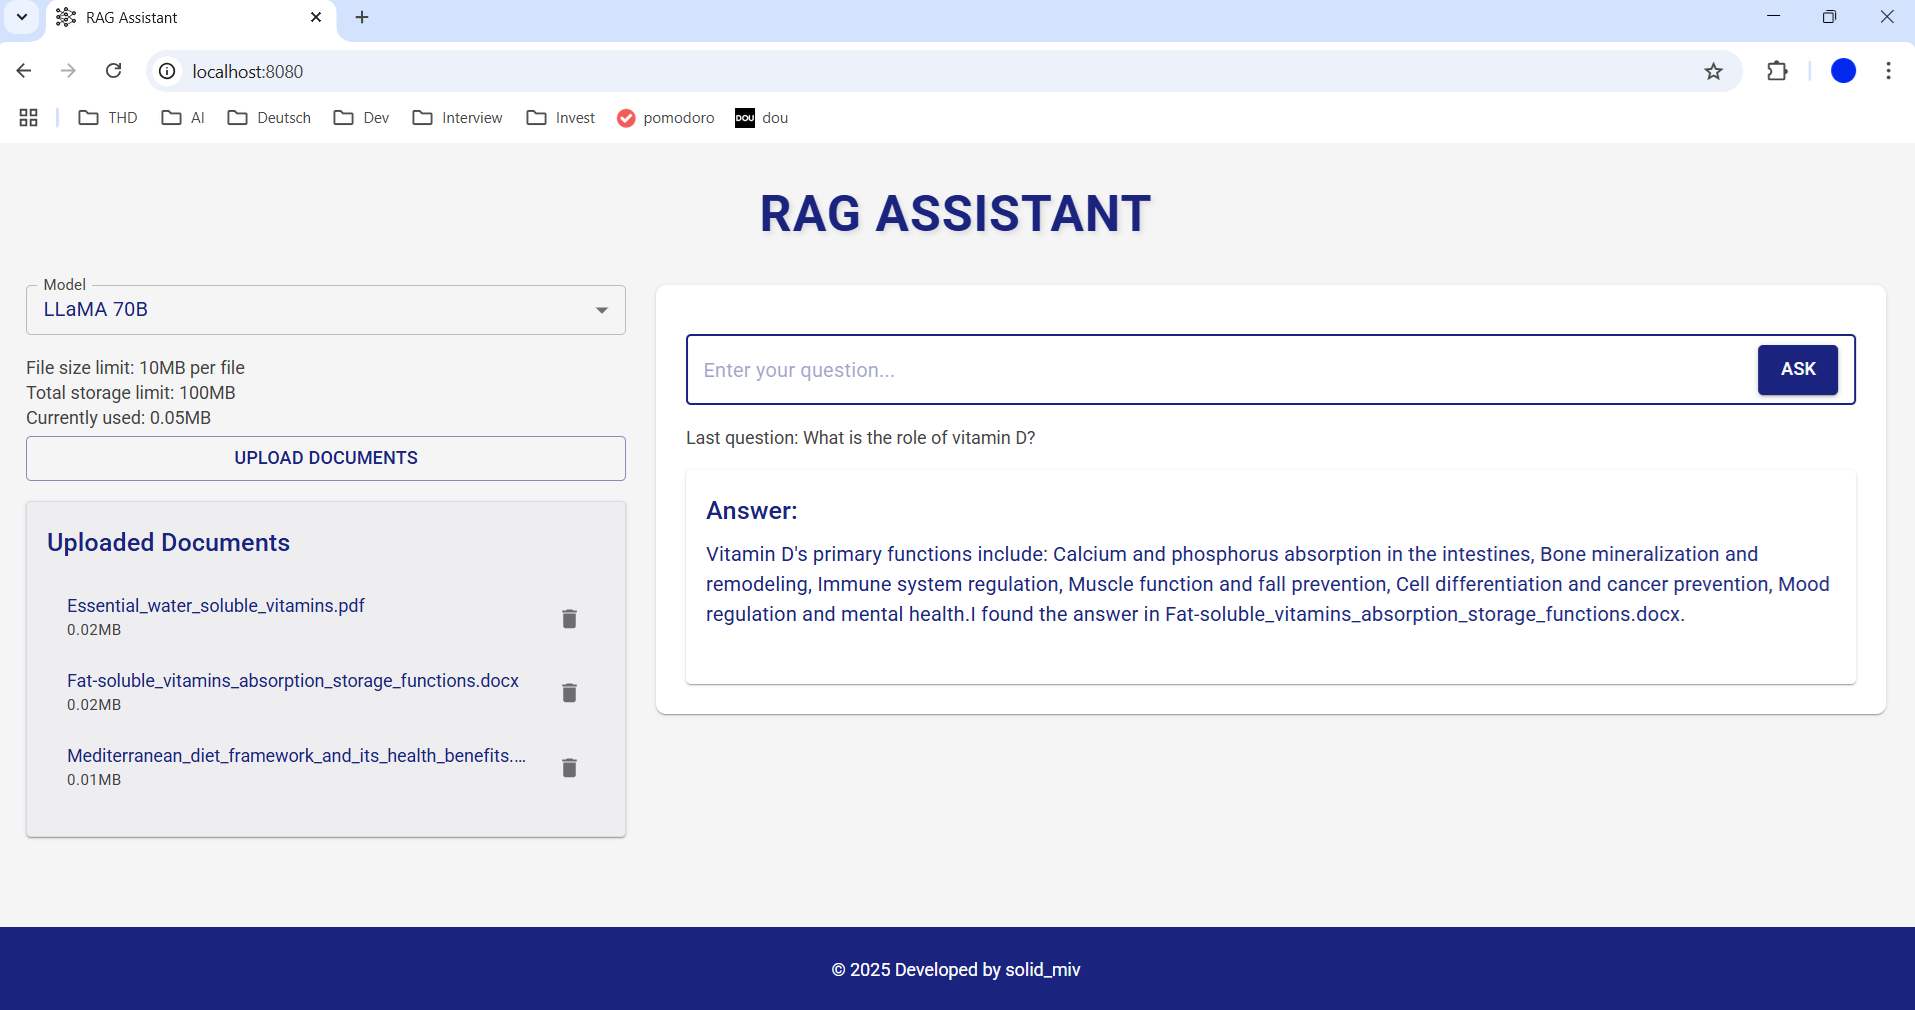 RAG Assistant
localhost:8080
THD
AI
Deutsch
Dev
Interview
Invest
pomodoro
DOU
dou
RAG ASSISTANT
Model
LLaMA 70B
File size limit: 10MB per file
Total storage limit: 100MB
Currently used: 0.05MB
UPLOAD DOCUMENTS
Uploaded Documents
Essential_water_soluble_vitamins.pdf
0.02MB
Fat-soluble_vitamins_absorption_storage_functions.docx
0.02MB
Mediterranean_diet_framework_and_its_health_benefits....
0.01MB
Enter your question...
ASK
Last question: What is the role of vitamin D?
Answer:
Vitamin D's primary functions include: Calcium and phosphorus absorption in the intestines, Bone mineralization and
remodeling, Immune system regulation, Muscle function and fall prevention, Cell differentiation and cancer prevention, Mood
regulation and mental health.I found the answer in Fat-soluble_vitamins_absorption_storage_functions.docx.
© 2025 Developed by solid_miv